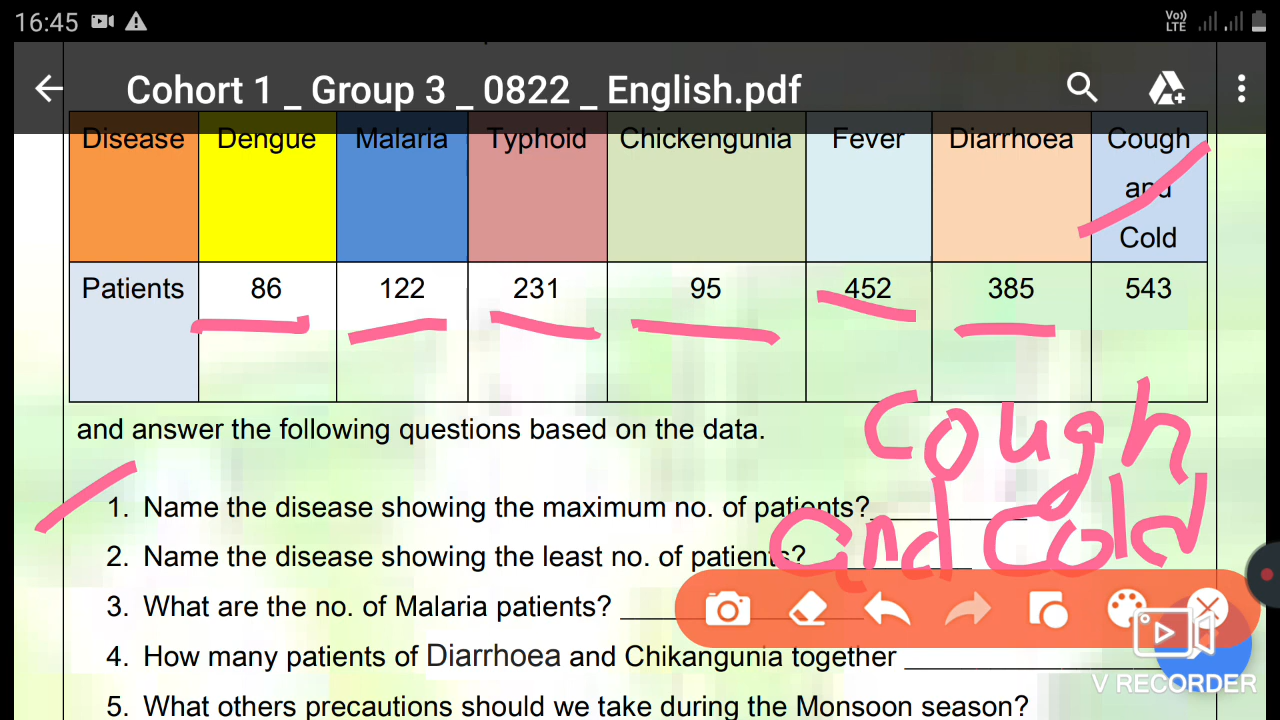 16:45 Vo)) LTE
Cohort 1 _ Group 3 _ 0822 _ English.pdf
Disease Dengue Malaria Typhoid Chickengunia Fever Diarrhoea Cough and Cold
Patients 86 122 231 95 452 385 543
and answer the following questions based on the data.
Cough
1. Name the disease showing the maximum no. of patients? __________
and Cold
2. Name the disease showing the least no. of patients? __________
3. What are the no. of Malaria patients? __________
4. How many patients of Diarrhoea and Chikangunia together __________
V RECORDER
5. What others precautions should we take during the Monsoon season?